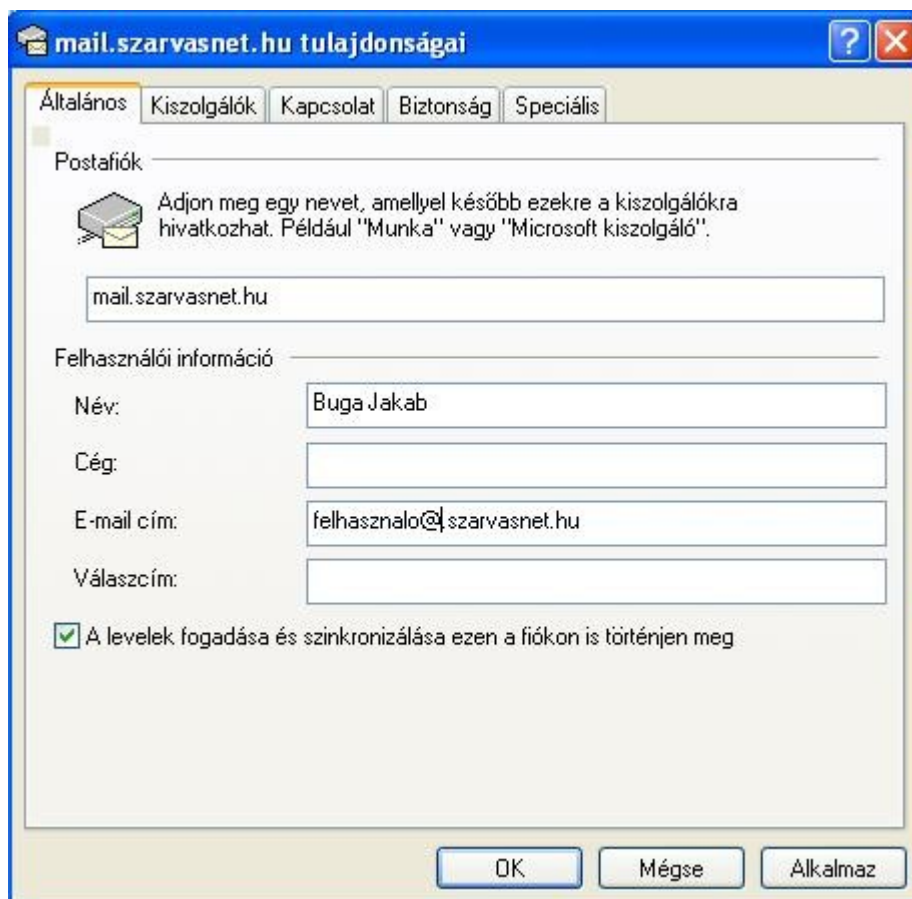 mail.szarvasnet.hu tulajdonságai
Általános Kiszolgálók Kapcsolat Biztonság Speciális
Postafiók
Adjon meg egy nevet, amellyel később ezekre a kiszolgálókra
hivatkozhat. Például "Munka" vagy "Microsoft kiszolgáló".
mail.szarvasnet.hu
Felhasználói információ
Név: Buga Jakab
Cég:
E-mail cím: felhasznalo@.szarvasnet.hu
Válaszcím:
A levelek fogadása és szinkronizálása ezen a fiókon is történjen meg
OK Mégse Alkalmaz